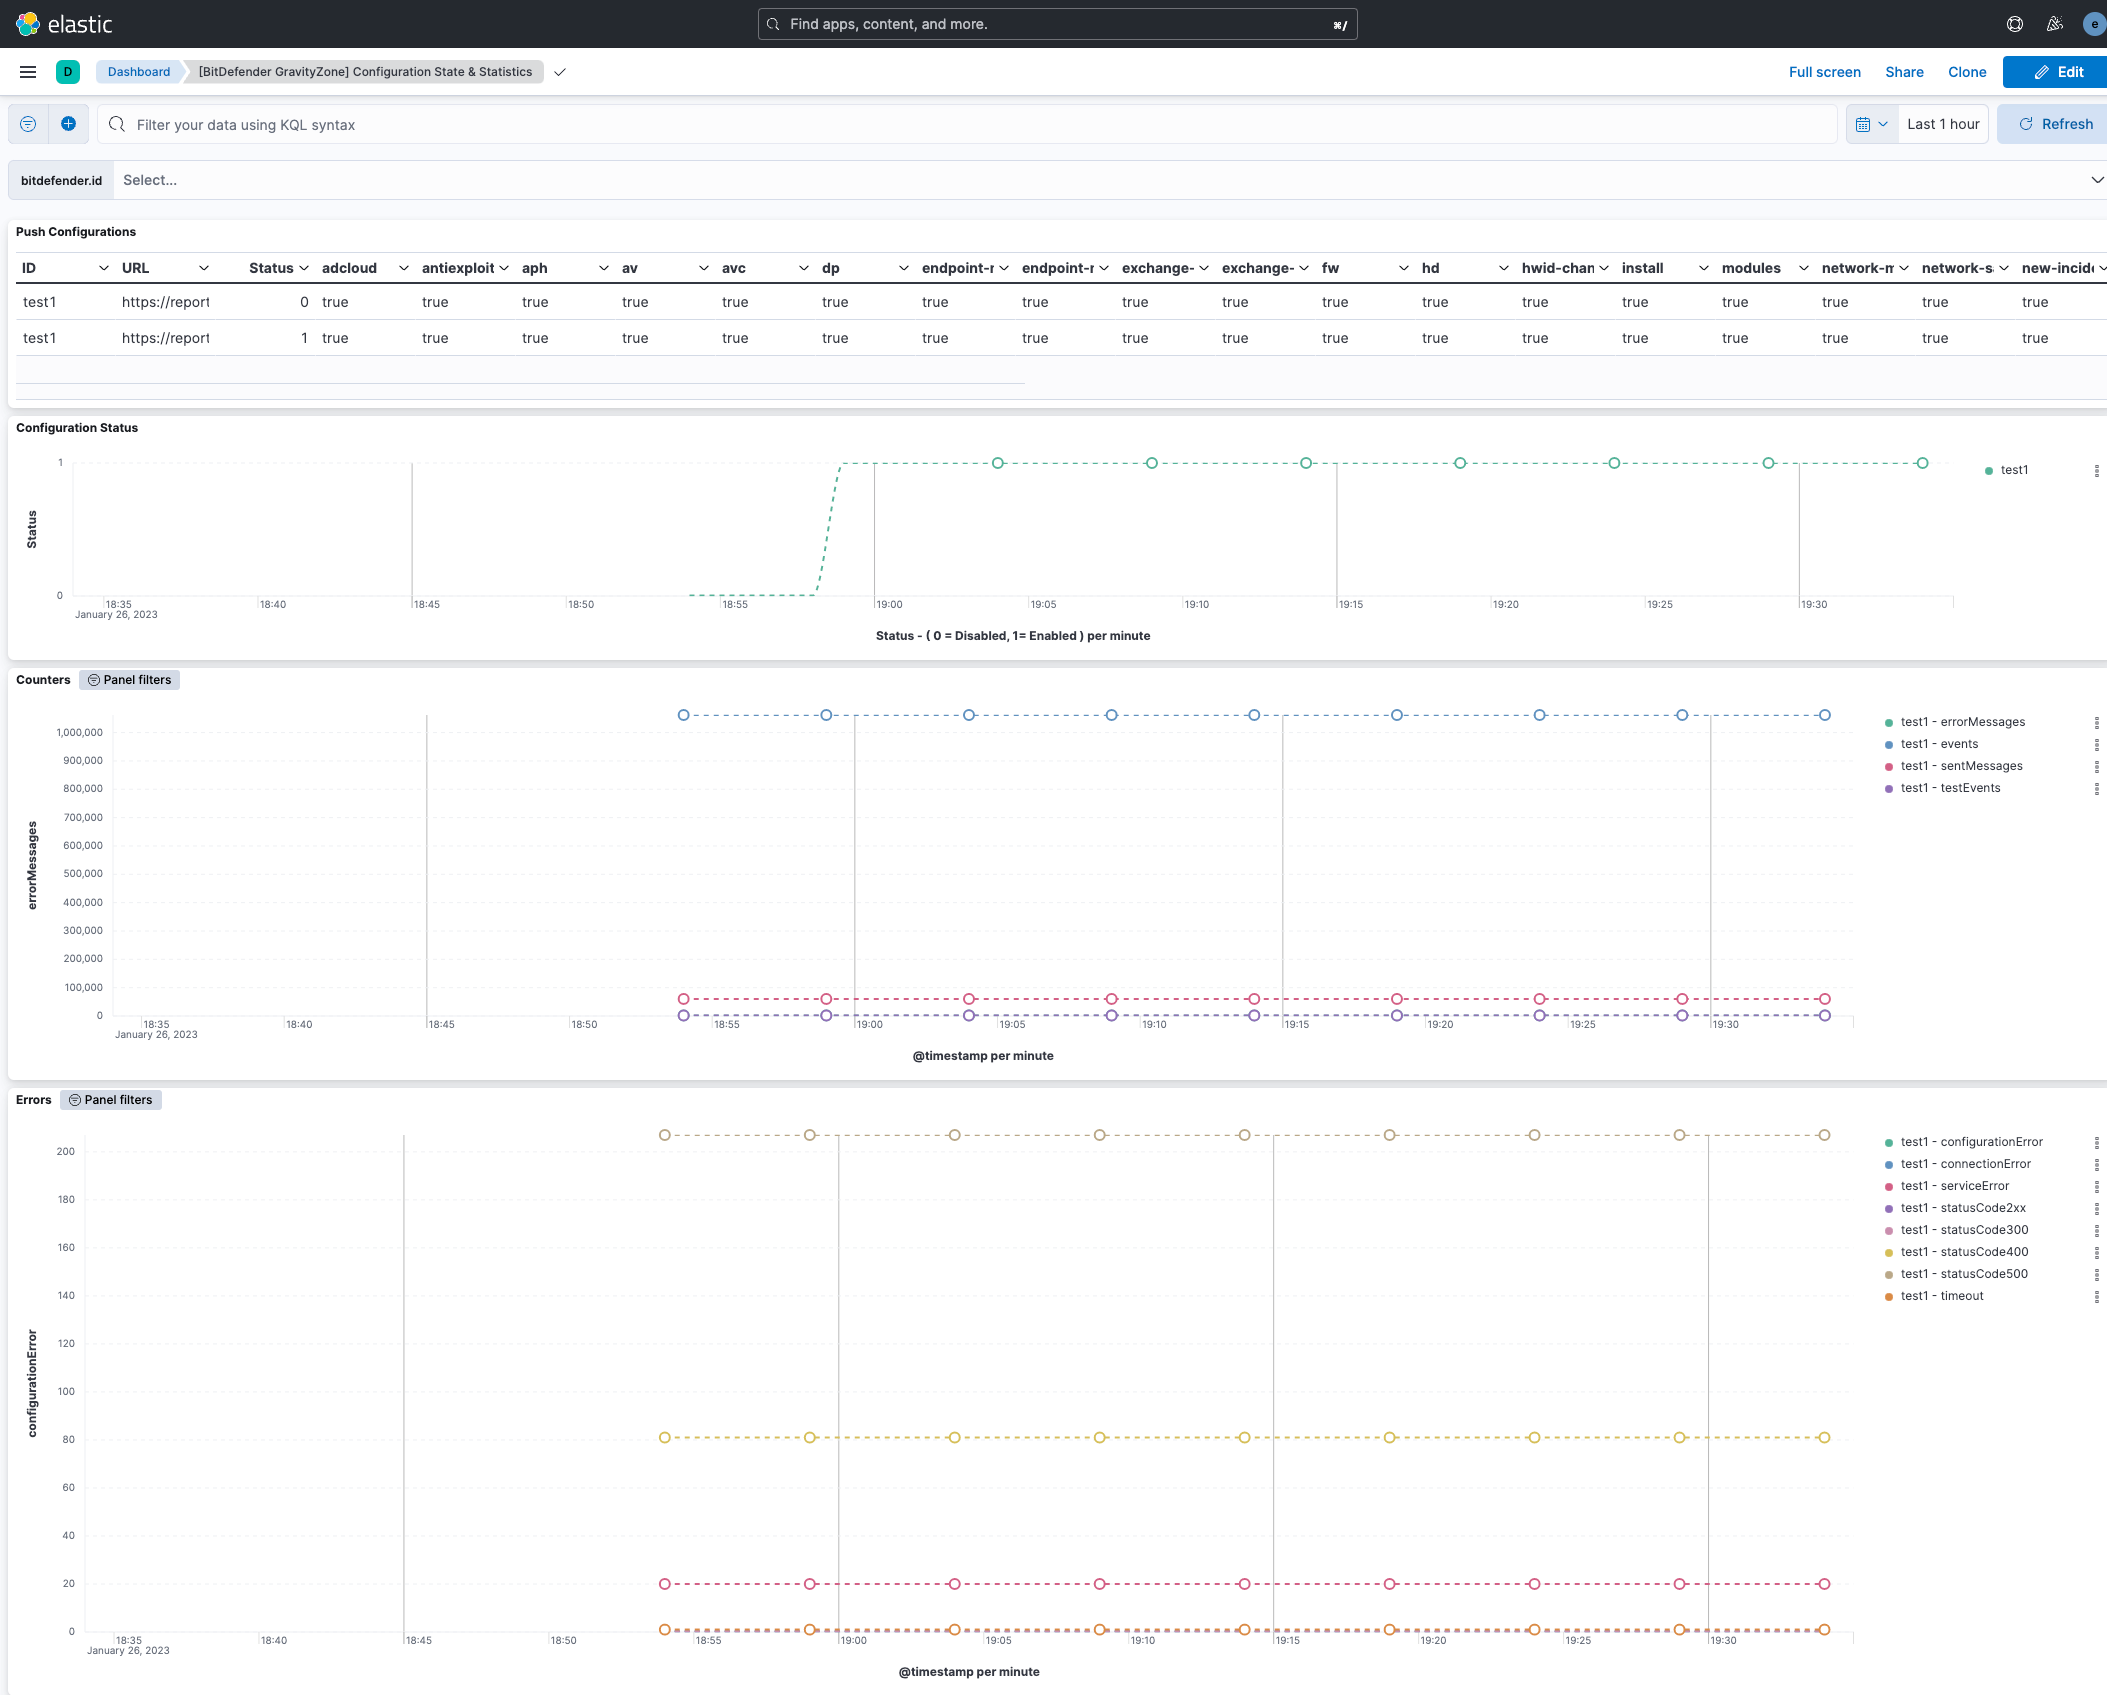 elastic
Find apps, content, and more.
⌘/
e
D
Dashboard
[BitDefender GravityZone] Configuration State & Statistics
Full screen
Share
Clone
Edit
Filter your data using KQL syntax
Last 1 hour
Refresh
bitdefender.id
Select...
Push Configurations
ID URL Status adcloud antiexploit aph av avc dp endpoint- endpoint- exchange- exchange- fw hd hwid-chan install modules network-m network-s new-incid
test1 https://report 0 true true true true true true true true true true true true true true true true true true
test1 https://report 1 true true true true true true true true true true true true true true true true true true
Configuration Status
1
0
Status
18:35 18:40 18:45 18:50 18:55 19:00 19:05 19:10 19:15 19:20 19:25 19:30
January 26, 2023
Status - ( 0 = Disabled, 1= Enabled ) per minute
test1
Counters
Panel filters
1,000,000
900,000
800,000
700,000
600,000
500,000
400,000
300,000
200,000
100,000
0
errorMessages
18:35 18:40 18:45 18:50 18:55 19:00 19:05 19:10 19:15 19:20 19:25 19:30
January 26, 2023
@timestamp per minute
test1 - errorMessages
test1 - events
test1 - sentMessages
test1 - testEvents
Errors
Panel filters
200
180
160
140
120
100
80
60
40
20
0
configurationError
18:35 18:40 18:45 18:50 18:55 19:00 19:05 19:10 19:15 19:20 19:25 19:30
January 26, 2023
@timestamp per minute
test1 - configurationError
test1 - connectionError
test1 - serviceError
test1 - statusCode2xx
test1 - statusCode300
test1 - statusCode400
test1 - statusCode500
test1 - timeout